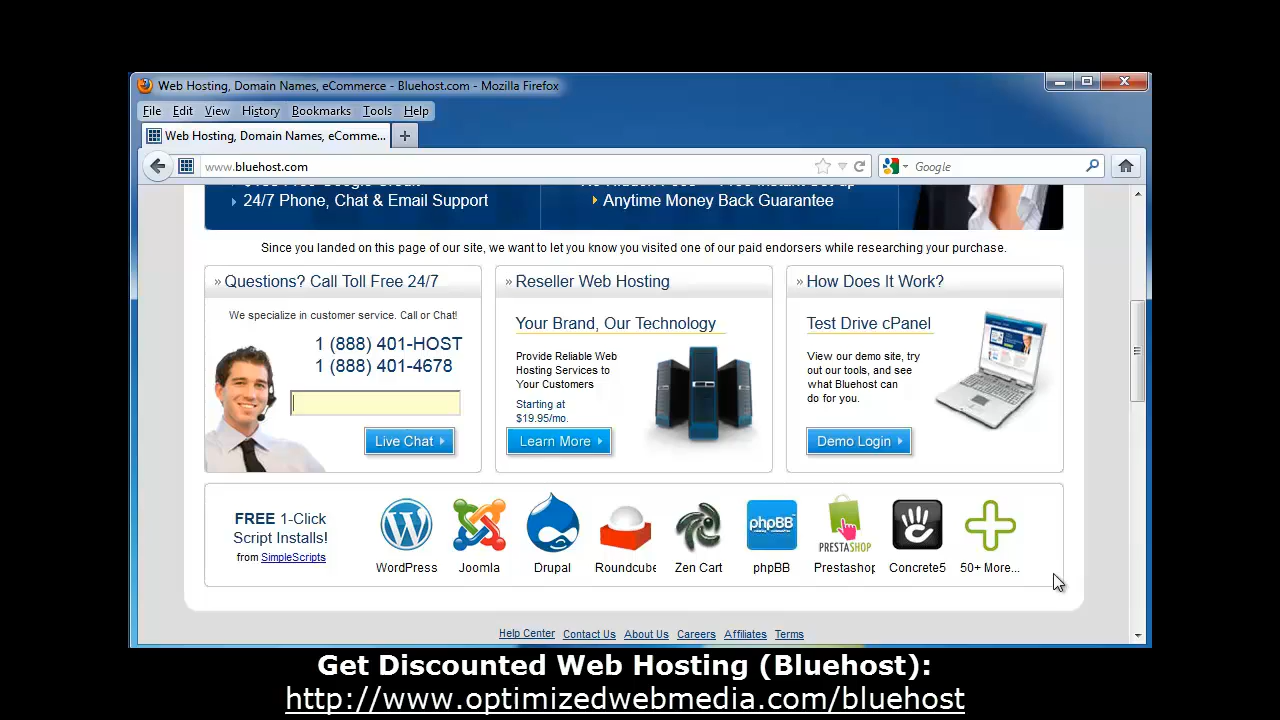 Web Hosting, Domain Names, eCommerce - Bluehost.com - Mozilla Firefox
File Edit View History Bookmarks Tools Help
Web Hosting, Domain Names, eComme... +
www.bluehost.com Google
24/7 Phone, Chat & Email Support
Anytime Money Back Guarantee
Since you landed on this page of our site, we want to let you know you visited one of our paid endorsers while researching your purchase.
» Questions? Call Toll Free 24/7
We specialize in customer service. Call or Chat!
1 (888) 401-HOST
1 (888) 401-4678
Live Chat
» Reseller Web Hosting
Your Brand, Our Technology
Provide Reliable Web
Hosting Services to
Your Customers
Starting at
$19.95/mo.
Learn More
» How Does It Work?
Test Drive cPanel
View our demo site, try
out our tools, and see
what Bluehost can
do for you.
Demo Login
FREE 1-Click
Script Installs!
from SimpleScripts
phpBB
PRESTASHOP
WordPress Joomla Drupal Roundcube Zen Cart phpBB Prestashop Concrete5 50+ More...
Help Center Contact Us About Us Careers Affiliates Terms
Get Discounted Web Hosting (Bluehost):
http://www.optimizedwebmedia.com/bluehost